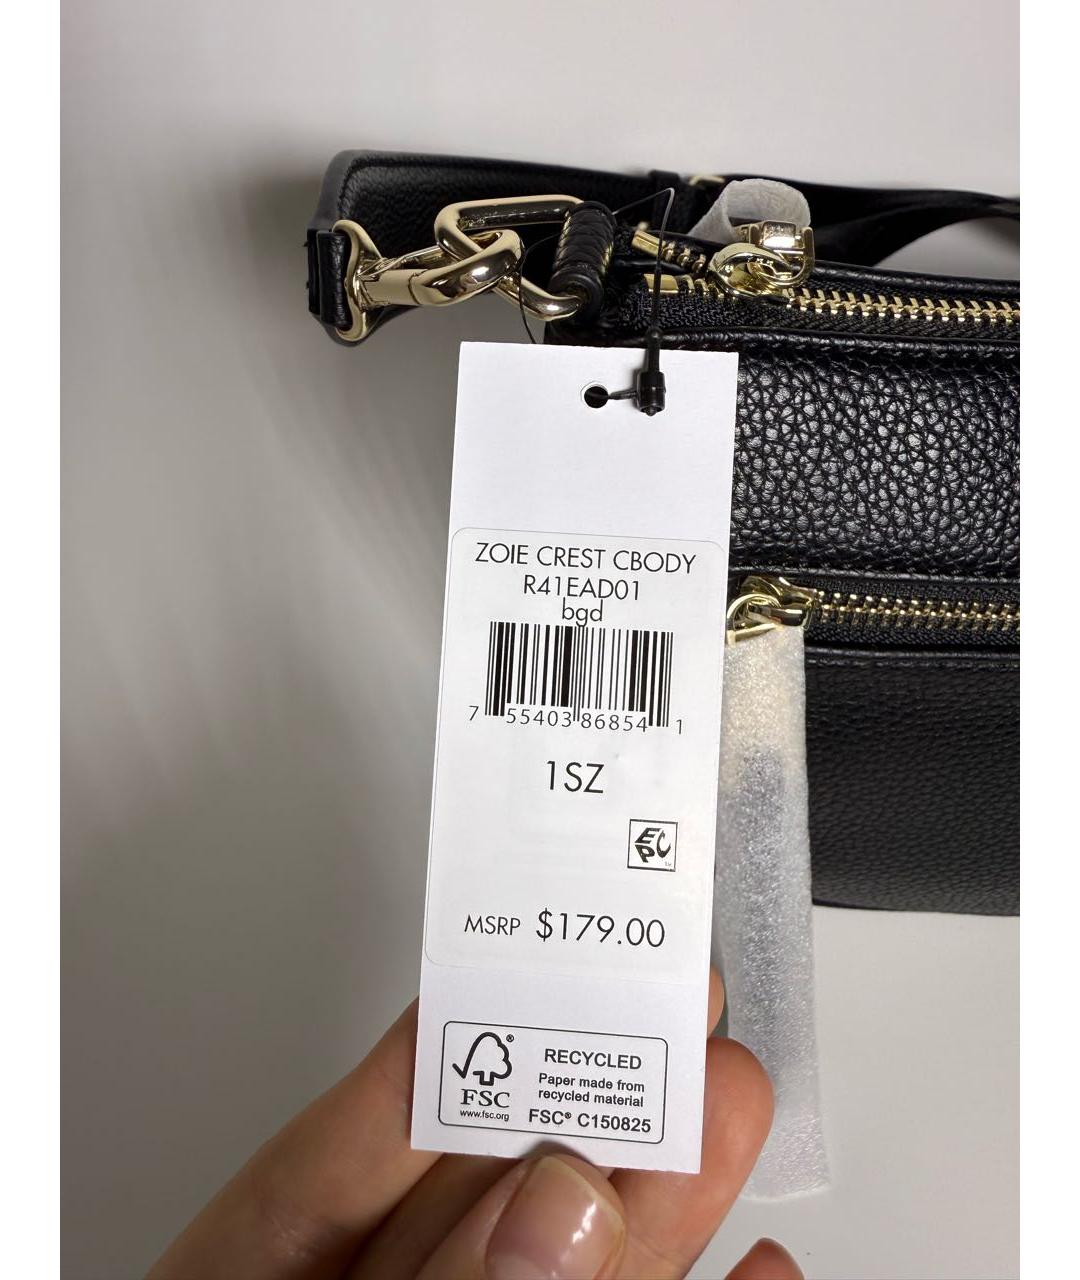 ZOIE CREST CBODY
R41EAD01
bgd
7 55403 86854 1
1SZ
EPC
MSRP $179.00
®
FSC
www.fsc.org
RECYCLED
Paper made from
recycled material
FSC® C150825